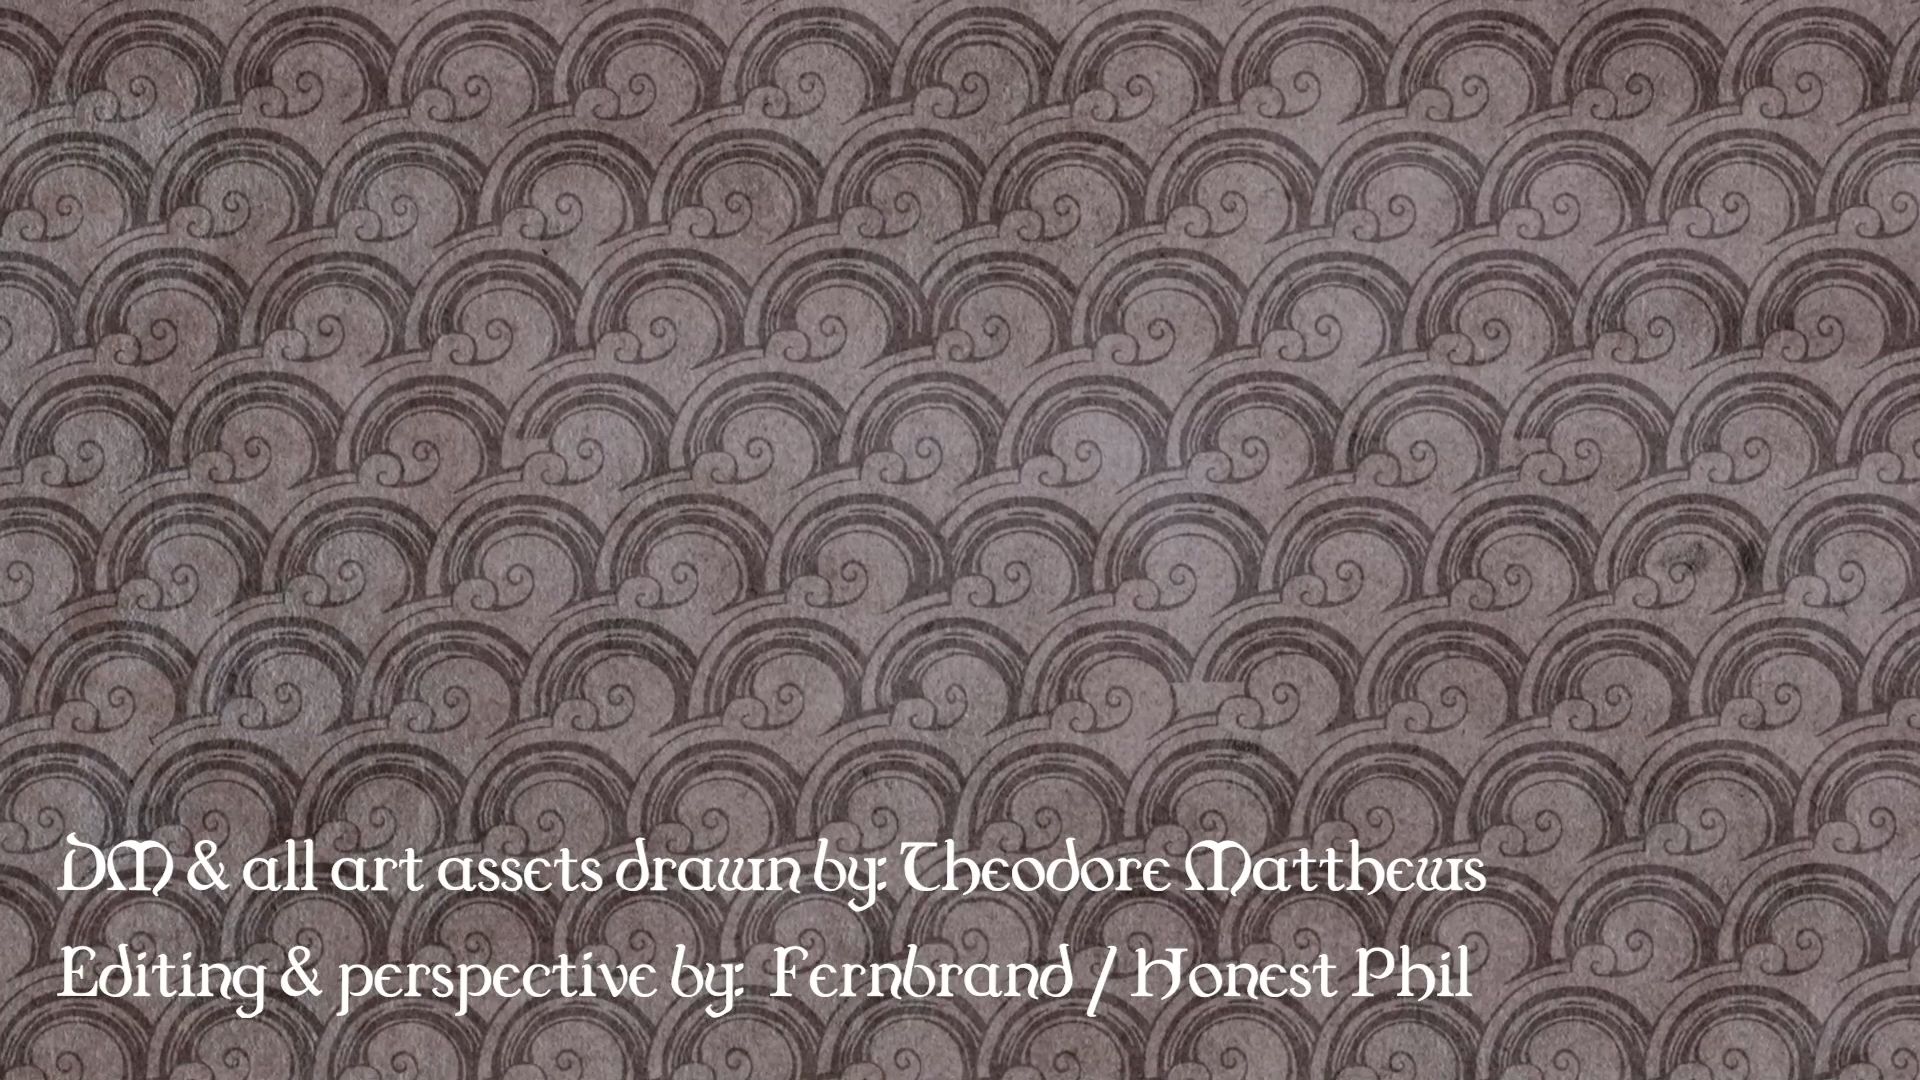 DM & all art assets drawn by: Theodore Matthews
Editing & perspective by: Fernbrand / Honest Phil